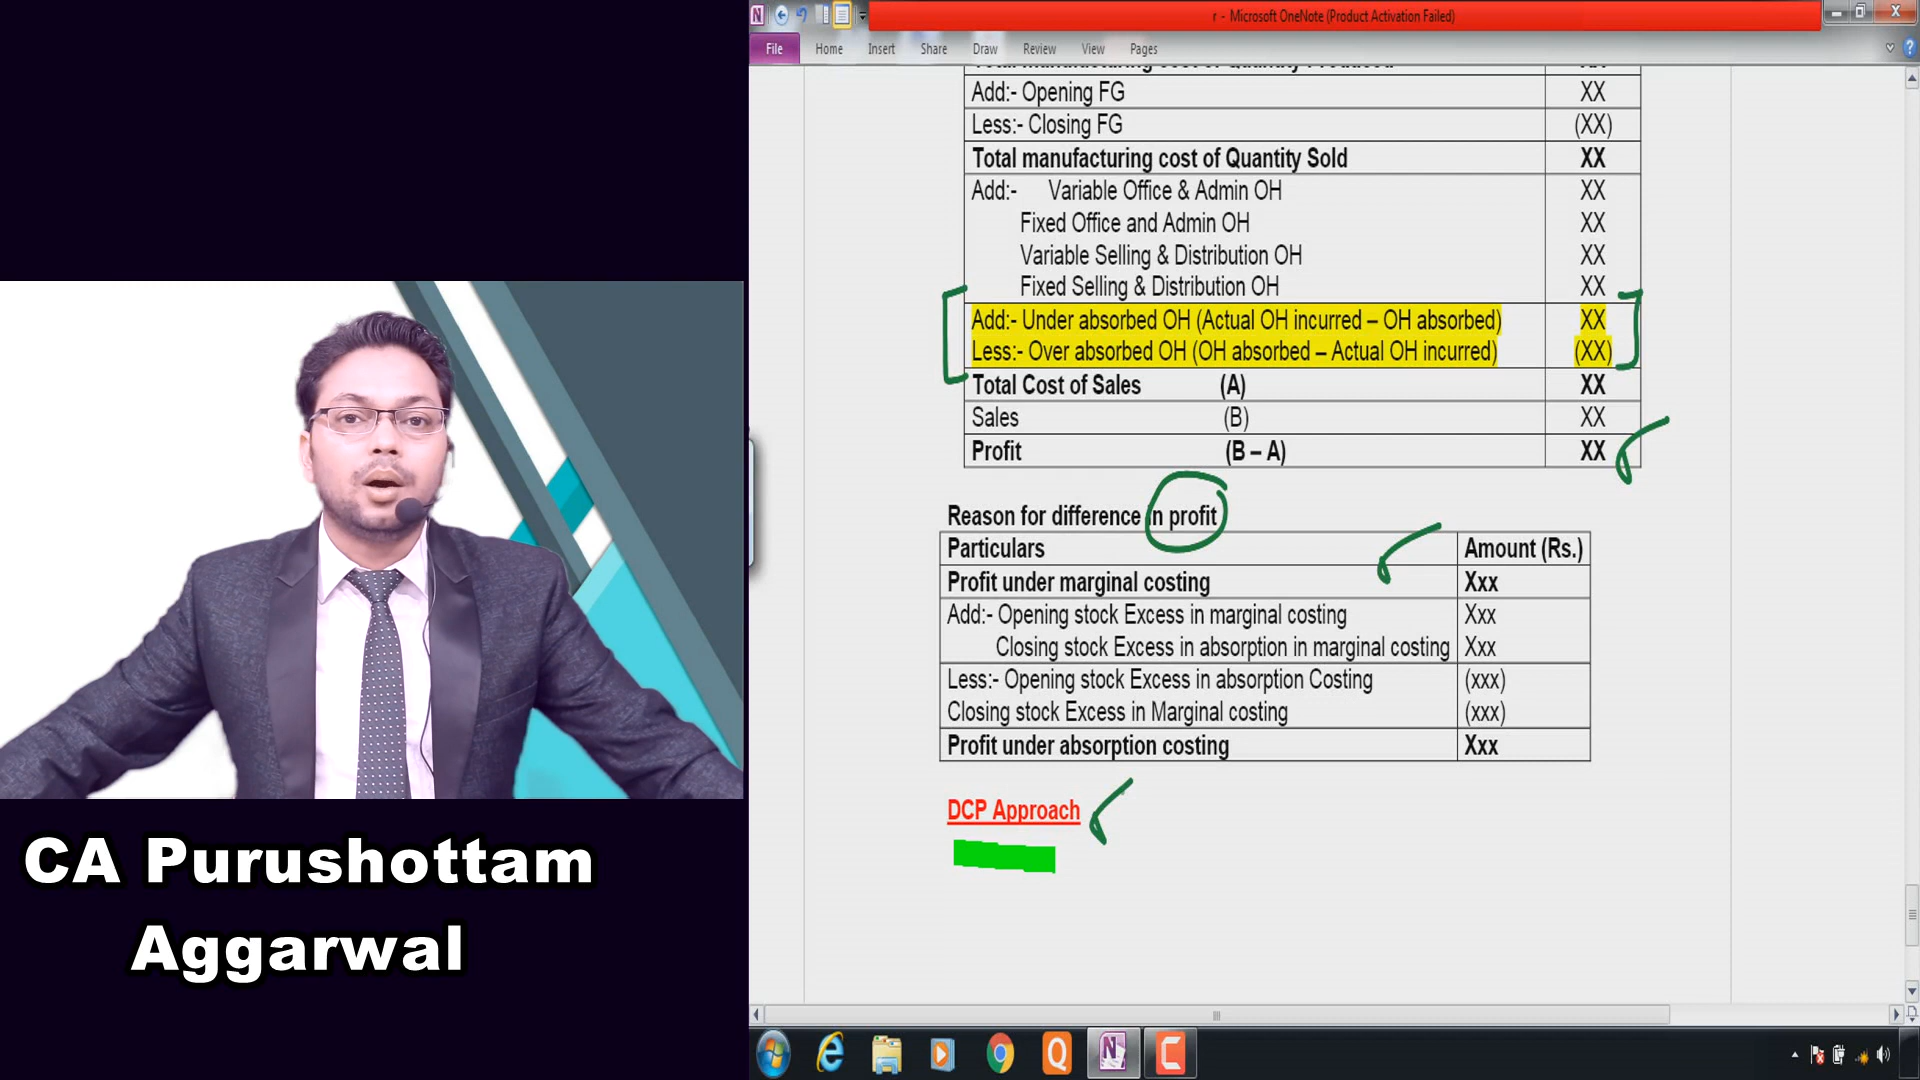 r - Microsoft OneNote (Product Activation Failed)
File Home Insert Share Draw Review View Pages
Total manufacturing cost of Quantity Produced XX
Add:- Opening FG XX
Less:- Closing FG (XX)
Total manufacturing cost of Quantity Sold XX
Add:- Variable Office & Admin OH XX
Fixed Office and Admin OH XX
Variable Selling & Distribution OH XX
Fixed Selling & Distribution OH XX
Add:- Under absorbed OH (Actual OH incurred – OH absorbed) XX
Less:- Over absorbed OH (OH absorbed – Actual OH incurred) (XX)
Total Cost of Sales (A) XX
Sales (B) XX
Profit (B – A) XX
Reason for difference in profit
Particulars Amount (Rs.)
Profit under marginal costing Xxx
Add:- Opening stock Excess in marginal costing Xxx
Closing stock Excess in absorption in marginal costing Xxx
Less:- Opening stock Excess in absorption Costing (xxx)
Closing stock Excess in Marginal costing (xxx)
Profit under absorption costing Xxx
DCP Approach
CA Purushottam
Aggarwal